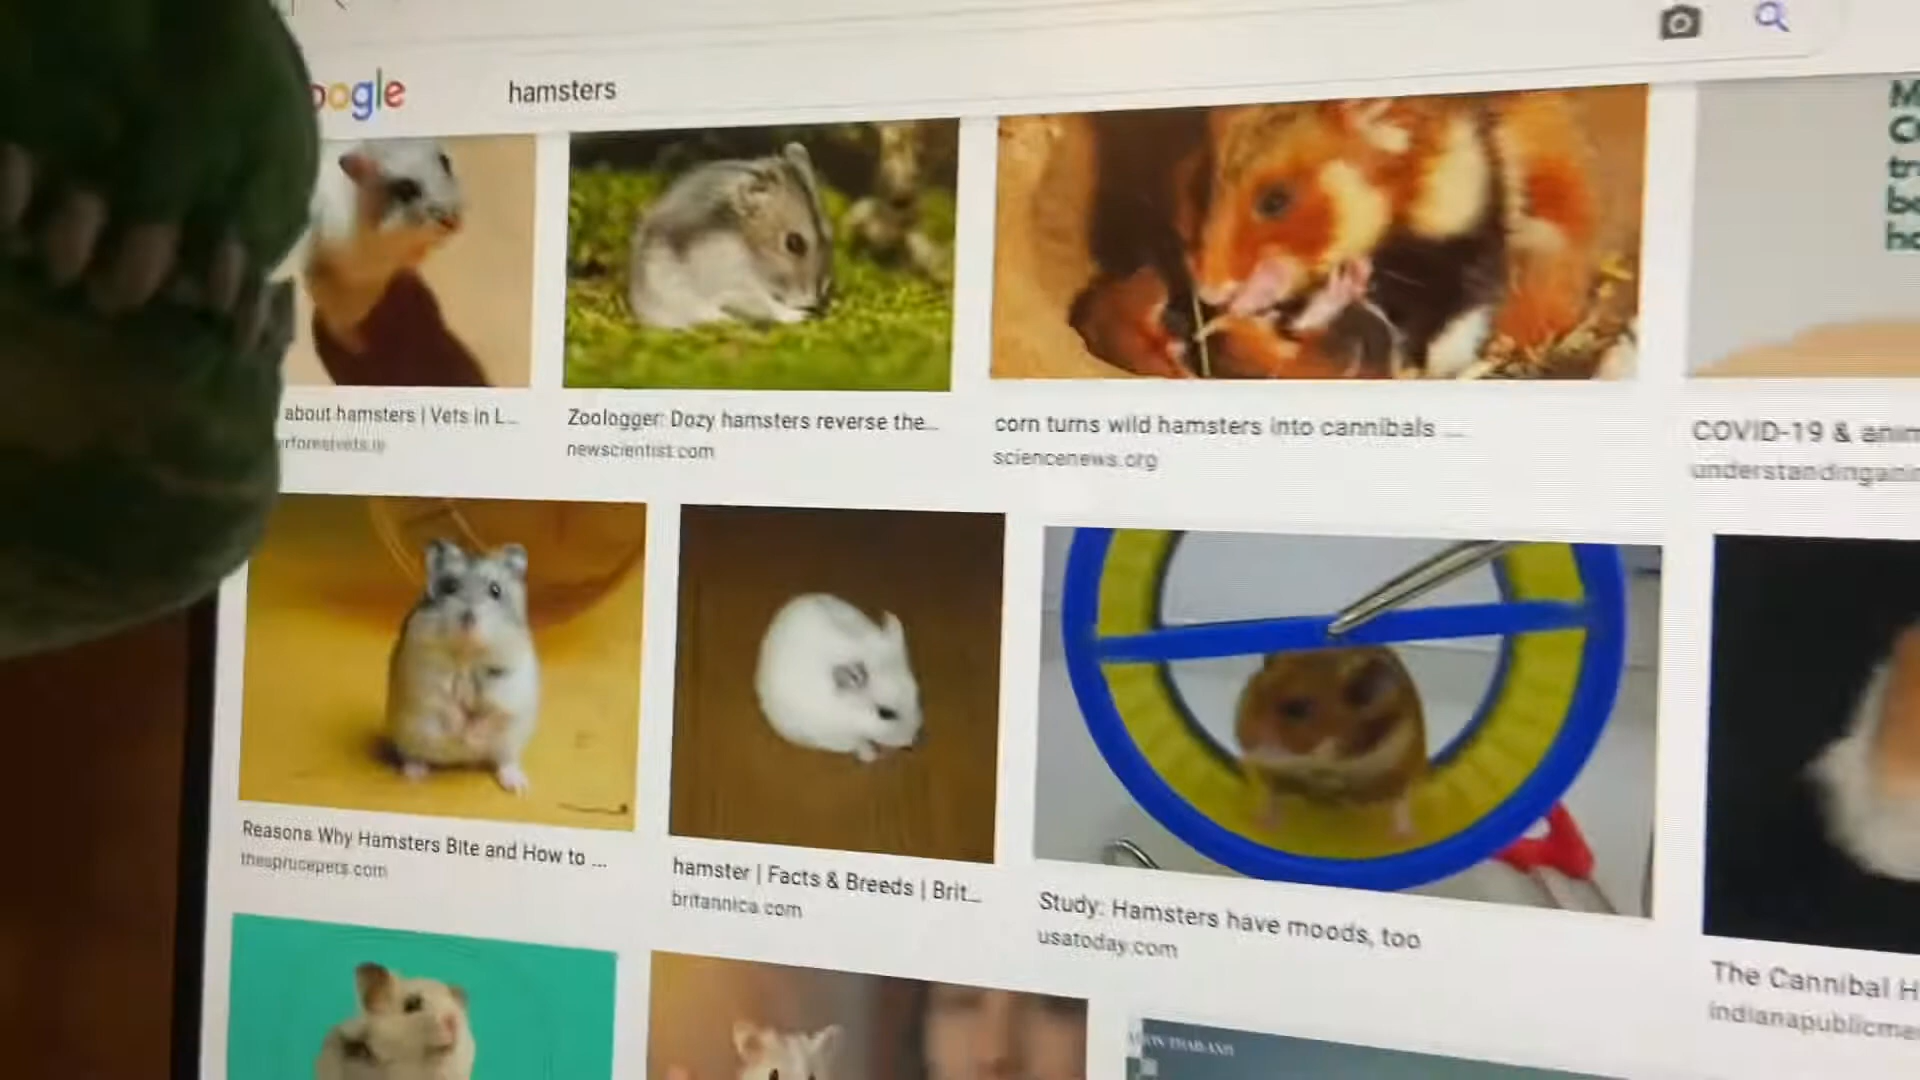 oogle
hamsters
about hamsters | Vets in L...
Zoologger: Dozy hamsters reverse the...
newscientist.com
corn turns wild hamsters into cannibals ...
sciencenews.org
COVID-19 &
Reasons Why Hamsters Bite and How to ...
thesprucepets.com
hamster | Facts & Breeds | Brit...
britannica.com
Study: Hamsters have moods, too
usatoday.com
The Cannibal H
THAILAND